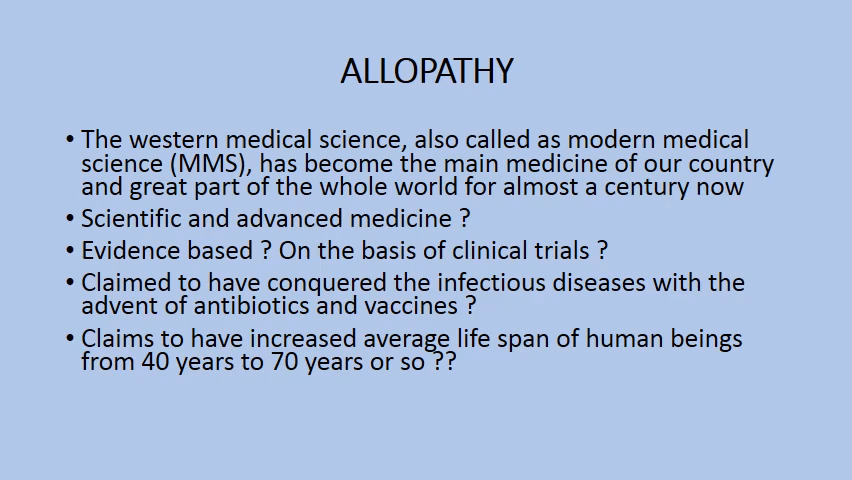 ALLOPATHY
• The western medical science, also called as modern medical
science (MMS), has become the main medicine of our country
and great part of the whole world for almost a century now
• Scientific and advanced medicine ?
• Evidence based ? On the basis of clinical trials ?
• Claimed to have conquered the infectious diseases with the
advent of antibiotics and vaccines ?
• Claims to have increased average life span of human beings
from 40 years to 70 years or so ??